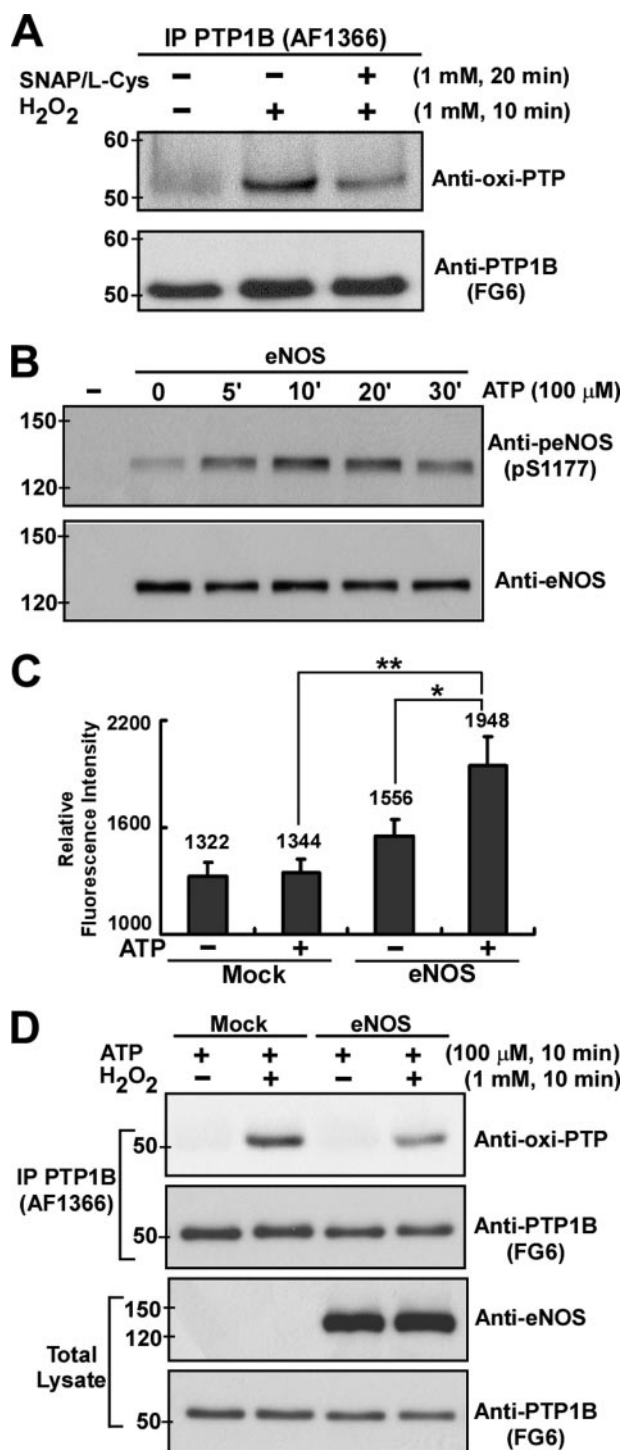 A
IP PTP1B (AF1366)
SNAP/L-Cys − − + (1 mM, 20 min)
H2O2 − + + (1 mM, 10 min)
60
50
Anti-oxi-PTP
60
50
Anti-PTP1B
(FG6)
B
eNOS
− 0 5' 10' 20' 30' ATP (100 μM)
150
120
Anti-peNOS
(pS1177)
150
120
Anti-eNOS
C
** 
*
Relative
Fluorescence Intensity
2200
1600
1000
1322
1344
1556
1948
ATP − + − +
Mock eNOS
D
Mock eNOS
ATP + + + + (100 μM, 10 min)
H2O2 − + − + (1 mM, 10 min)
IP PTP1B
(AF1366)
50
Anti-oxi-PTP
50
Anti-PTP1B
(FG6)
Total
Lysate
150
120
Anti-eNOS
50
Anti-PTP1B
(FG6)